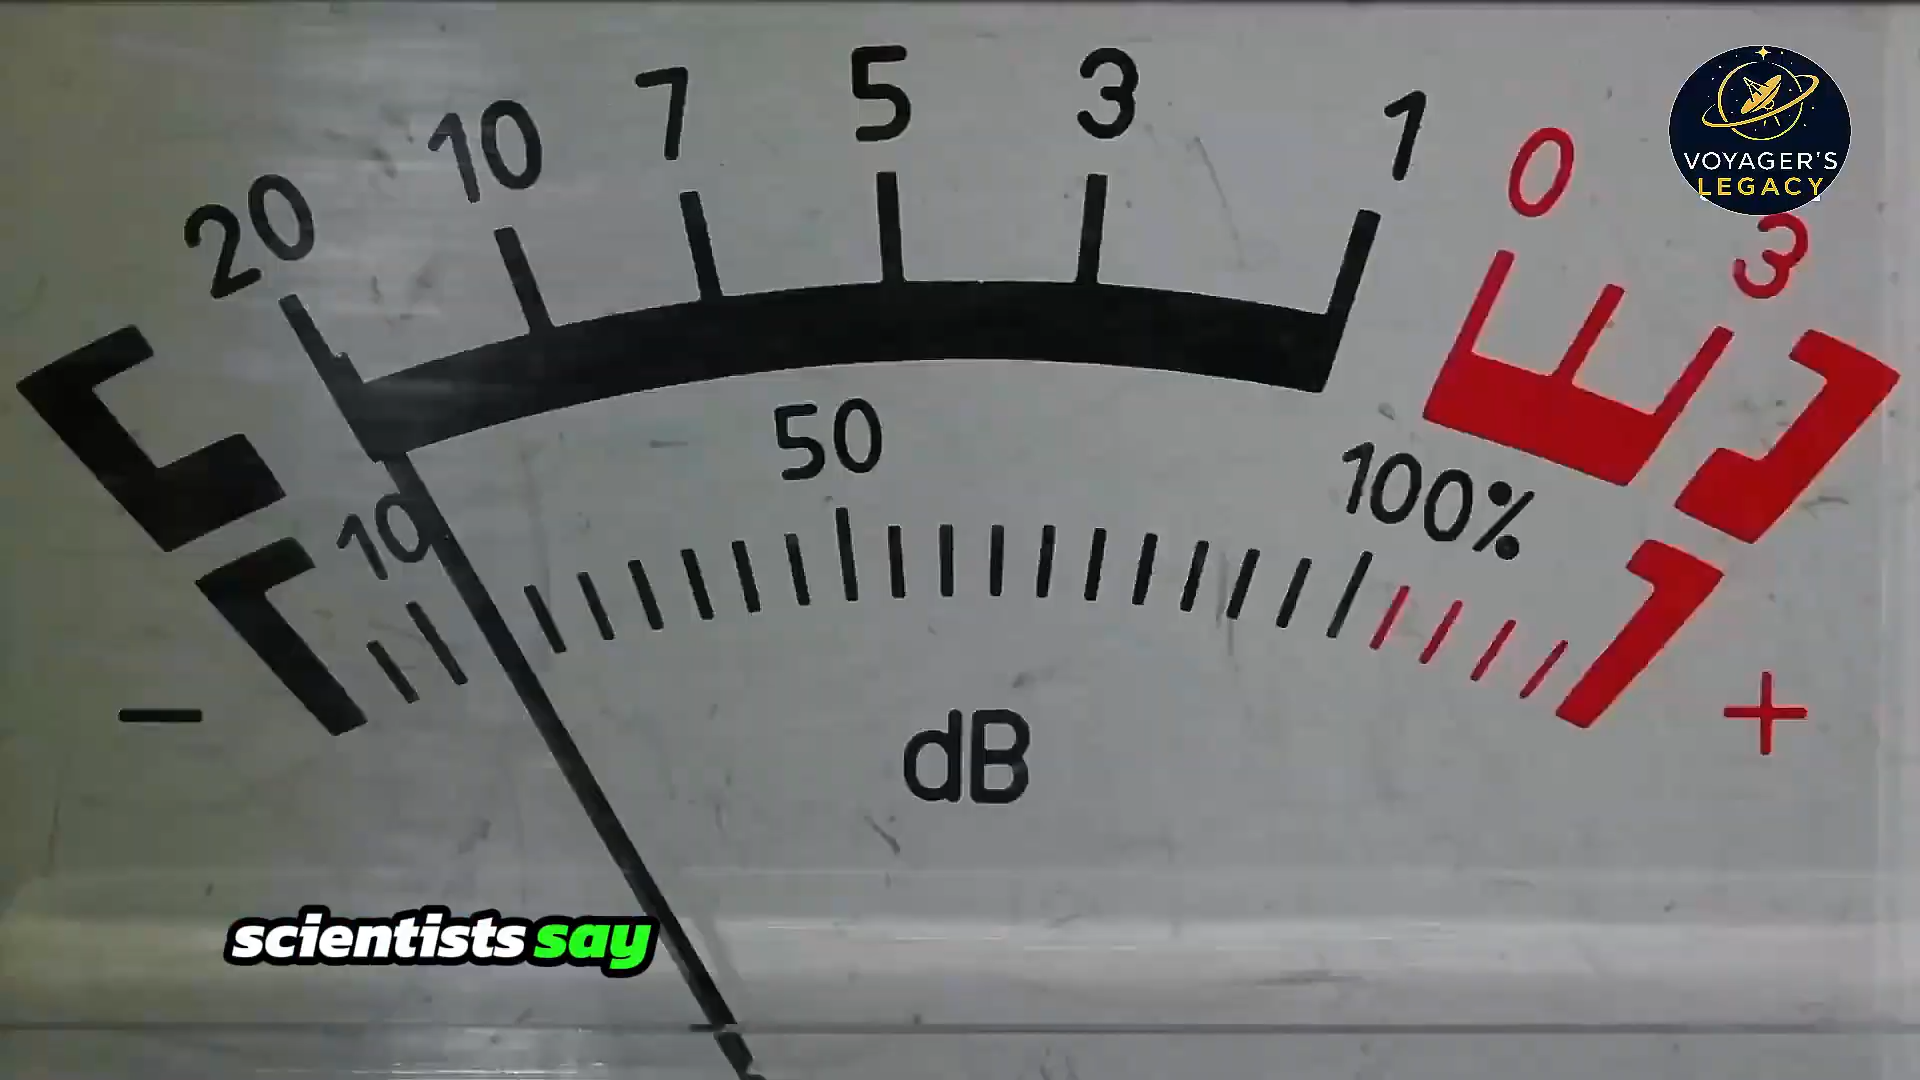 20 10 7 5 3 1 0 3
VOYAGER'S
LEGACY
10 50 100%
− +
dB
scientists say